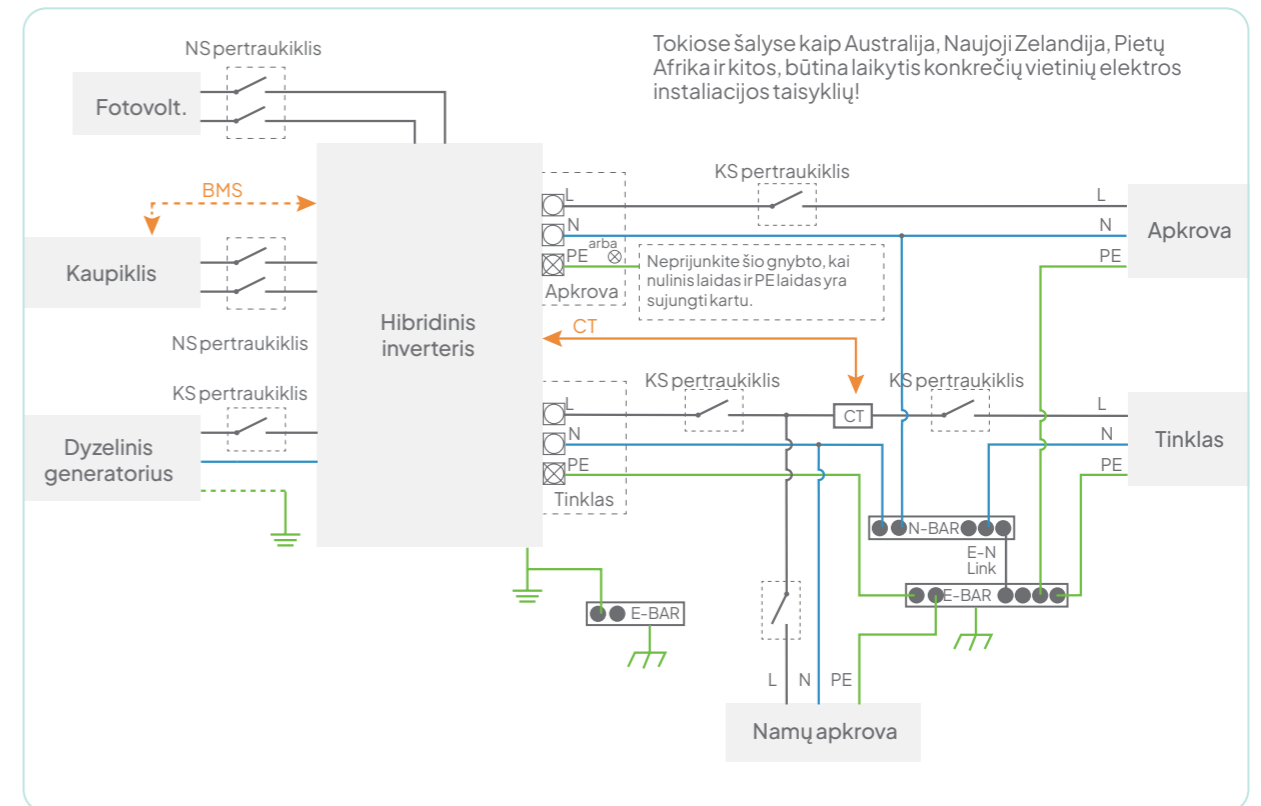 Tokiose šalyse kaip Australija, Naujoji Zelandija, Pietų
Afrika ir kitos, būtina laikytis konkrečių vietinių elektros
instaliacijos taisyklių!
NS pertraukiklis
Fotovolt.
BMS
Kaupiklis
NS pertraukiklis
KS pertraukiklis
Dyzelinis
generatorius
Hibridinis
inverteris
L
N
PE
arba
Apkrova
Neprijunkite šio gnybto, kai
nulinis laidas ir PE laidas yra
sujungti kartu.
KS pertraukiklis
L
N
PE
Apkrova
CT
L
N
PE
Tinklas
KS pertraukiklis
CT
KS pertraukiklis
L
N
PE
Tinklas
N-BAR
E-N
Link
E-BAR
E-BAR
L
N
PE
Namų apkrova